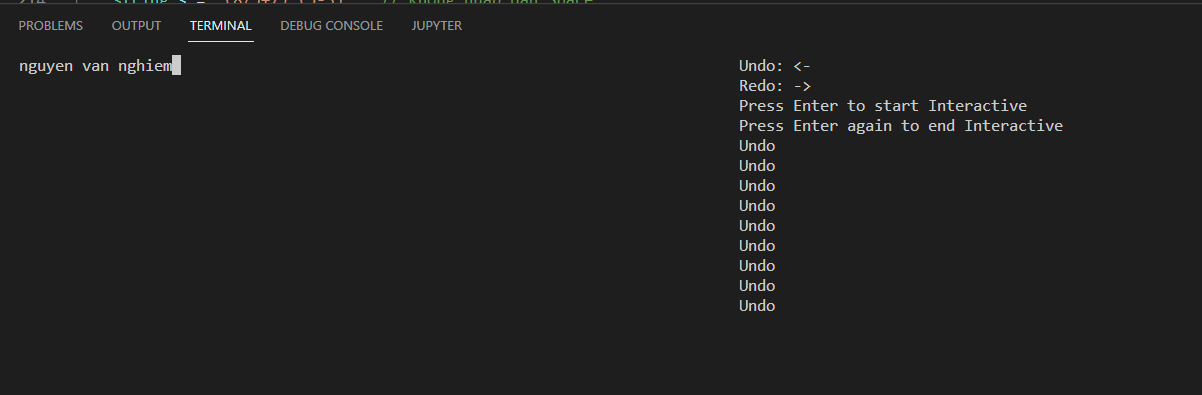 PROBLEMS OUTPUT TERMINAL DEBUG CONSOLE JUPYTER
nguyen van nghiem
Undo: <-
Redo: ->
Press Enter to start Interactive
Press Enter again to end Interactive
Undo
Undo
Undo
Undo
Undo
Undo
Undo
Undo
Undo